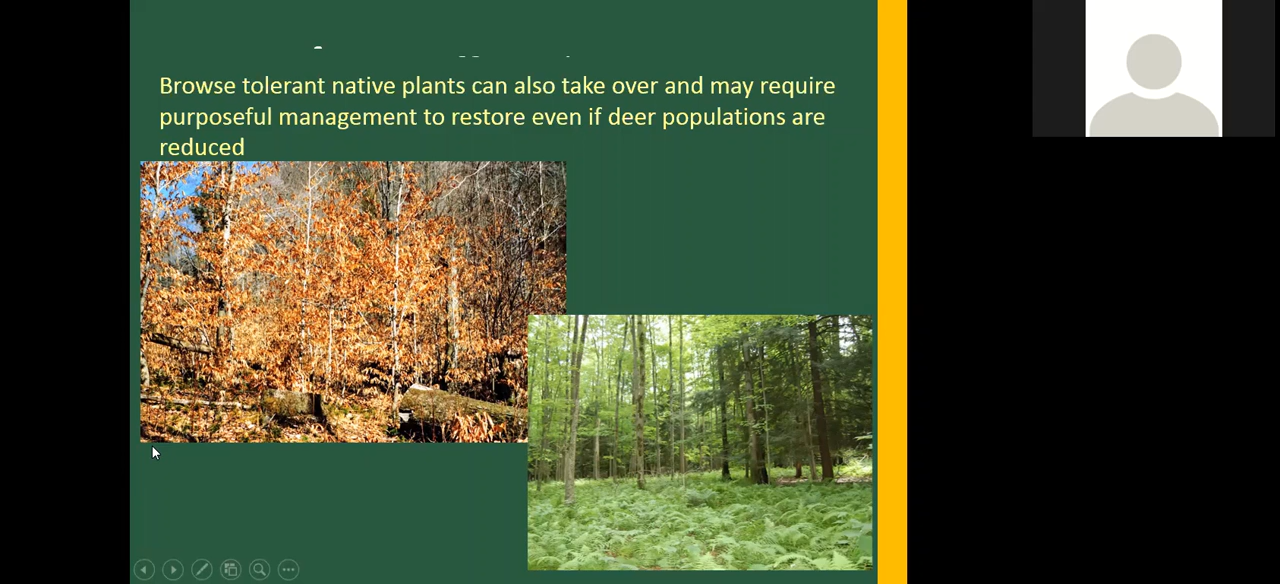 Browse tolerant native plants can also take over and may require
purposeful management to restore even if deer populations are
reduced